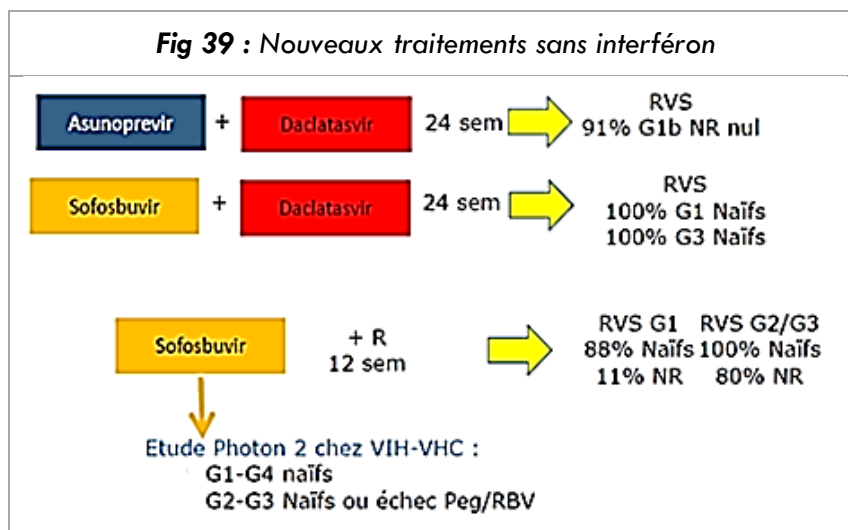 Fig 39 : Nouveaux traitements sans interféron
Asunoprevir + Daclatasvir 24 sem
RVS
91% G1b NR nul
Sofosbuvir + Daclatasvir 24 sem
RVS
100% G1 Naïfs
100% G3 Naïfs
Sofosbuvir
+ R
12 sem
RVS G1 RVS G2/G3
88% Naïfs 100% Naïfs
11% NR 80% NR
Etude Photon 2 chez VIH-VHC :
G1-G4 naïfs
G2-G3 Naïfs ou échec Peg/RBV